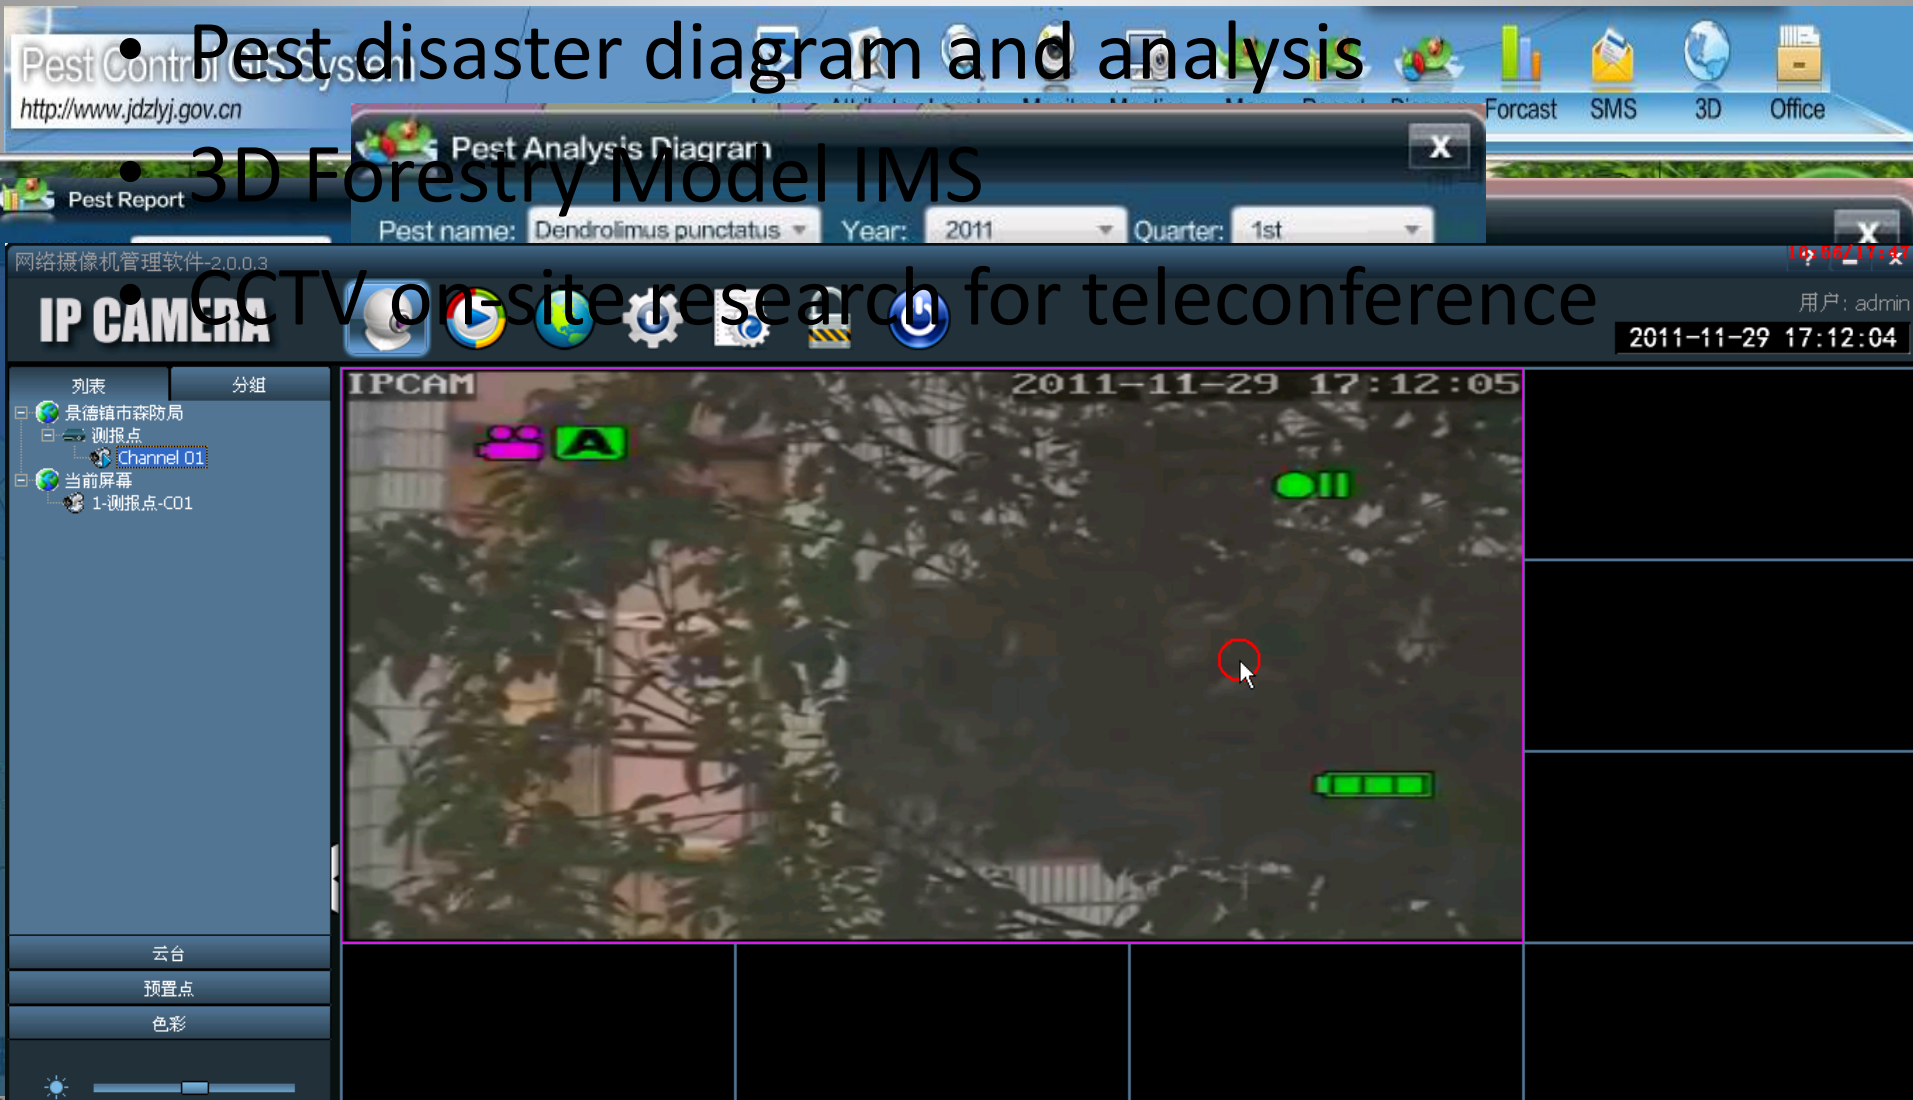 • Pest disaster diagram and analysis
Pest Control GIS System
http://www.jdzlyj.gov.cn
Forcast SMS 3D Office
Pest Analysis Diagram X
• 3D Forestry Model IMS
Pest Report
Pest name: Dendrolimus punctatus Year: 2011 Quarter: 1st
X
网络摄像机管理软件-2.0.0.3
• CCTV on-site research for teleconference
IP CAMERA
用户: admin
2011-11-29 17:12:04
列表 分组
IPCAM 2011-11-29 17:12:05
景德镇市森防局
测报点
Channel 01
当前屏幕
1-测报点-C01
A
云台
预置点
色彩